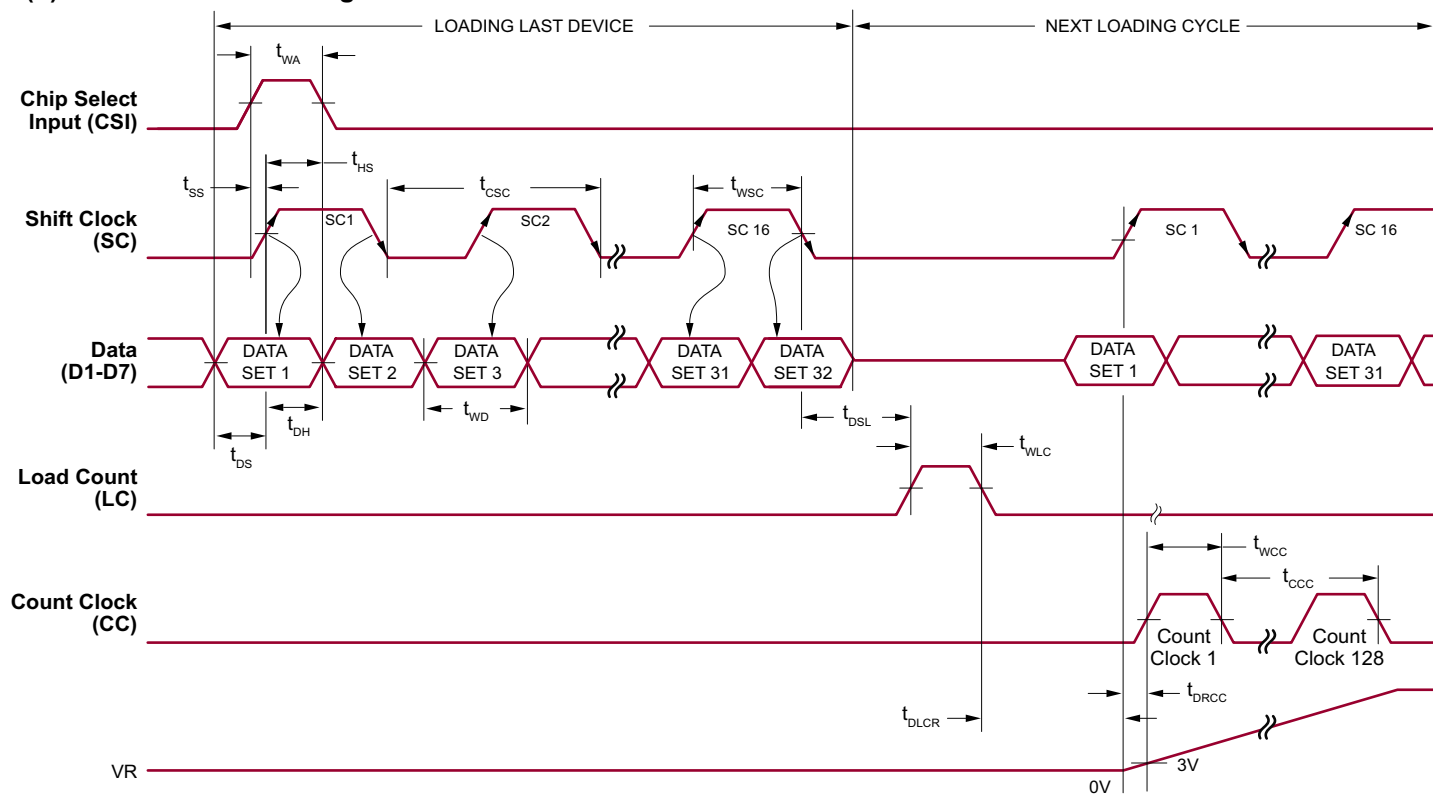 LOADING LAST DEVICE
NEXT LOADING CYCLE
tWA
Chip Select
Input (CSI)
tSS
tHS
tCSC
tWSC
Shift Clock
(SC)
SC1
SC2
SC 16
SC 1
SC 16
Data
(D1-D7)
DATA
SET 1
DATA
SET 2
DATA
SET 3
DATA
SET 31
DATA
SET 32
DATA
SET 1
DATA
SET 31
tDS
tDH
tWD
tDSL
tWLC
Load Count
(LC)
tWCC
tCCC
Count Clock
(CC)
Count
Clock 1
Count
Clock 128
tDRCC
tDLCR
VR
0V
3V